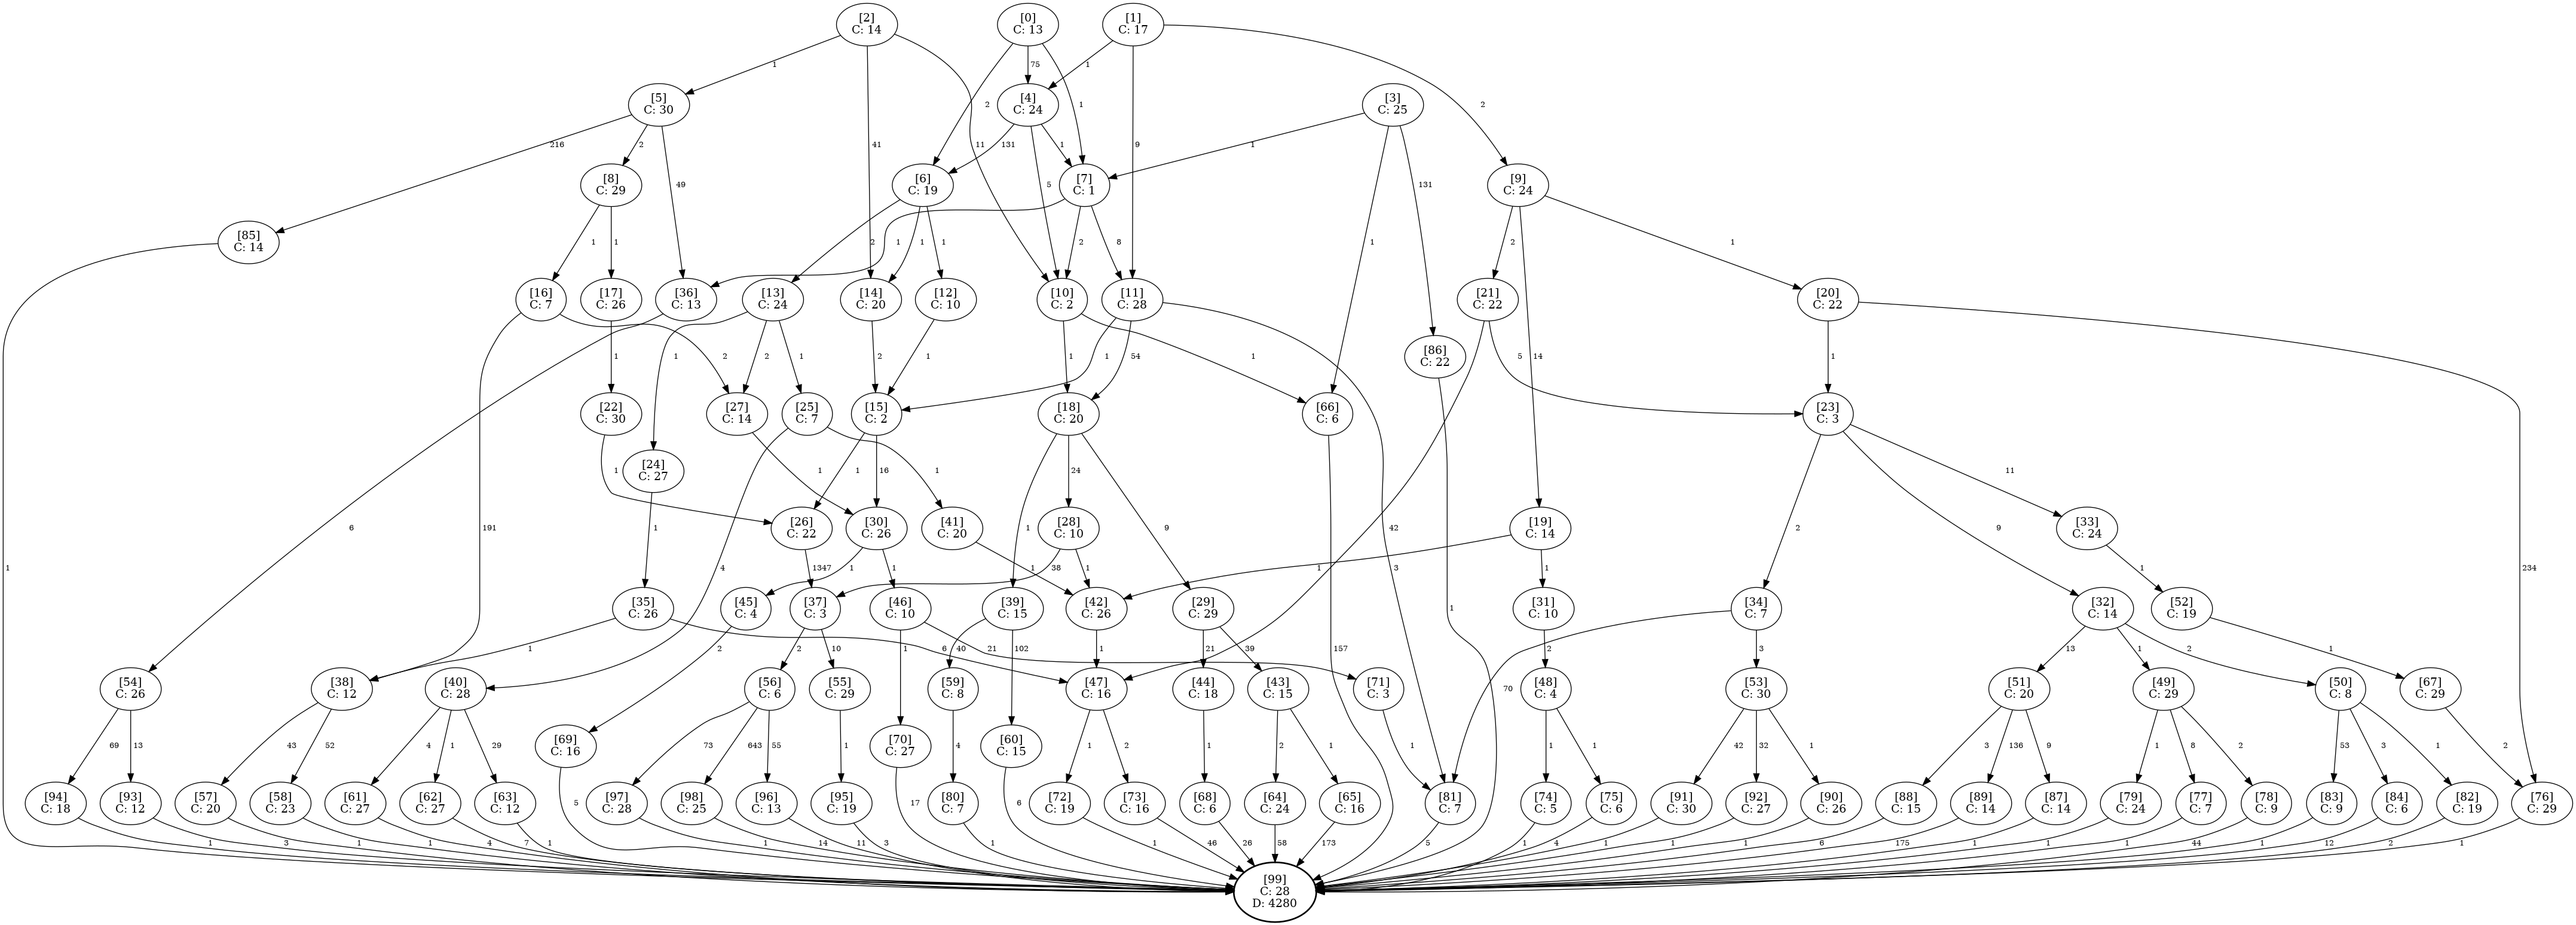 [2]
C: 14
[0]
C: 13
[1]
C: 17
1
75
1
[5]
C: 30
2
[4]
C: 24
1
[3]
C: 25
2
216
2
11
41
131
1
9
1
49
5
131
[8]
C: 29
[6]
C: 19
[7]
C: 1
[9]
C: 24
[85]
C: 14
1
1
2
1
1
1
2
8
1
2
14
1
[16]
C: 7
[17]
C: 26
[36]
C: 13
[13]
C: 24
[14]
C: 20
[12]
C: 10
[10]
C: 2
[11]
C: 28
[21]
C: 22
[20]
C: 22
2
1
1
2
1
2
1
1
1
54
1
[86]
C: 22
5
1
[22]
C: 30
[27]
C: 14
[25]
C: 7
[15]
C: 2
[18]
C: 20
[66]
C: 6
[23]
C: 3
[24]
C: 27
1
1
1
1
16
24
11
6
191
1
[26]
C: 22
[30]
C: 26
[41]
C: 20
1
[28]
C: 10
9
42
[19]
C: 14
2
9
[33]
C: 24
1
4
1347
1
1
1
38
1
1
1
3
1
234
[35]
C: 26
[45]
C: 4
[37]
C: 3
[46]
C: 10
[39]
C: 15
[42]
C: 26
[29]
C: 29
1
[31]
C: 10
[34]
C: 7
[32]
C: 14
[52]
C: 19
1
6
2
2
10
1
21
40
102
1
21
39
157
2
3
13
1
2
1
[54]
C: 26
[38]
C: 12
[40]
C: 28
[56]
C: 6
[55]
C: 29
[59]
C: 8
[47]
C: 16
[44]
C: 18
[43]
C: 15
[71]
C: 3
70
[48]
C: 4
[53]
C: 30
[51]
C: 20
[49]
C: 29
[50]
C: 8
[67]
C: 29
69
13
43
52
4
1
29
[69]
C: 16
73
643
55
1
[70]
C: 27
4
[60]
C: 15
1
2
1
2
1
1
1
1
42
32
1
3
136
9
1
8
2
53
3
1
2
[94]
C: 18
[93]
C: 12
[57]
C: 20
[58]
C: 23
[61]
C: 27
[62]
C: 27
[63]
C: 12
5
[97]
C: 28
[98]
C: 25
[96]
C: 13
[95]
C: 19
17
[80]
C: 7
6
[72]
C: 19
[73]
C: 16
[68]
C: 6
[64]
C: 24
[65]
C: 16
[81]
C: 7
[74]
C: 5
[75]
C: 6
[91]
C: 30
[92]
C: 27
[90]
C: 26
[88]
C: 15
[89]
C: 14
[87]
C: 14
[79]
C: 24
[77]
C: 7
[78]
C: 9
[83]
C: 9
[84]
C: 6
[82]
C: 19
[76]
C: 29
1
3
1
1
4
7
1
1
14
11
3
1
1
46
26
58
173
5
1
4
1
1
1
6
175
1
1
1
44
1
12
2
1
[99]
C: 28
D: 4280